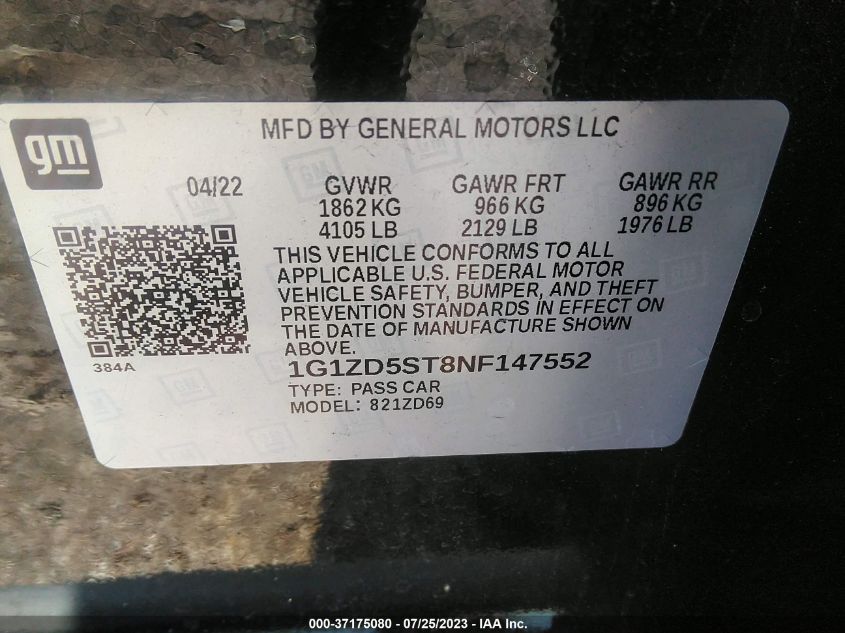 gm
MFD BY GENERAL MOTORS LLC
04/22 GVWR GAWR FRT GAWR RR
1862 KG 966 KG 896 KG
4105 LB 2129 LB 1976 LB
THIS VEHICLE CONFORMS TO ALL
APPLICABLE U.S. FEDERAL MOTOR
VEHICLE SAFETY, BUMPER, AND THEFT
PREVENTION STANDARDS IN EFFECT ON
THE DATE OF MANUFACTURE SHOWN
ABOVE.
384A
1G1ZD5ST8NF147552
TYPE: PASS CAR
MODEL: 821ZD69
000-37175080 - 07/25/2023 - IAA Inc.